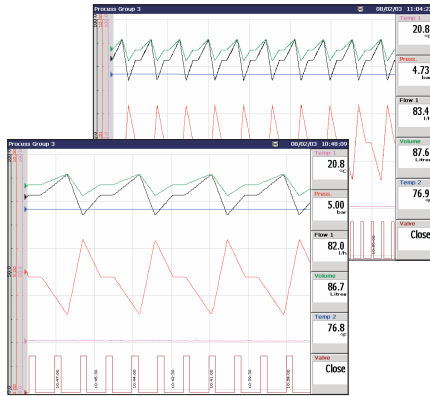 Process Group 3
08/02/03 11:04:22
Temp 1
20.8
°C
Press.
4.73
bar
Flow 1
83.4
l/h
Volume
87.6
Litres
Temp 2
76.9
°F
Valve
Close
Process Group 3
08/02/03 10:48:09
Temp 1
20.8
°C
Press.
5.00
bar
Flow 1
82.0
l/h
Volume
86.7
Litres
Temp 2
76.8
°F
Valve
Close